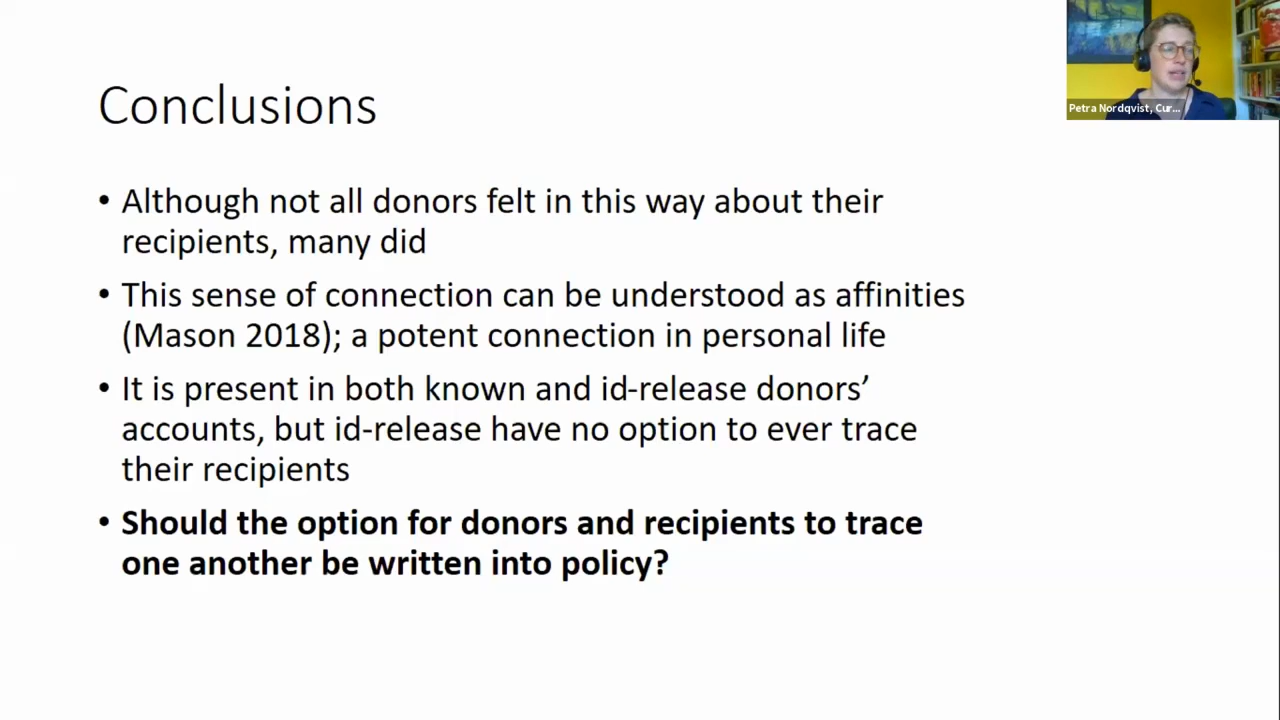 Petra Nordqvist, Cur...
Conclusions
• Although not all donors felt in this way about their
recipients, many did
• This sense of connection can be understood as affinities
(Mason 2018); a potent connection in personal life
• It is present in both known and id-release donors’
accounts, but id-release have no option to ever trace
their recipients
• Should the option for donors and recipients to trace
one another be written into policy?